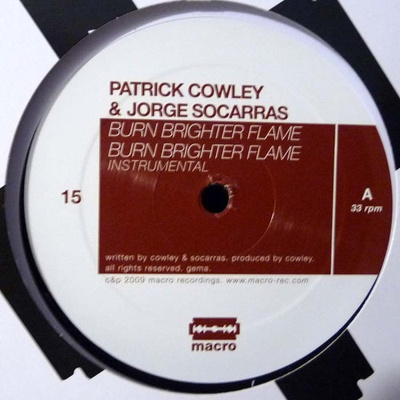 PATRICK COWLEY
& JORGE SOCARRAS
BURN BRIGHTER FLAME
BURN BRIGHTER FLAME
INSTRUMENTAL
15
A
33 rpm
written by cowley & socarras. produced by cowley.
all rights reserved. gema.
c&p 2009 macro recordings. www.macro-rec.com
macro